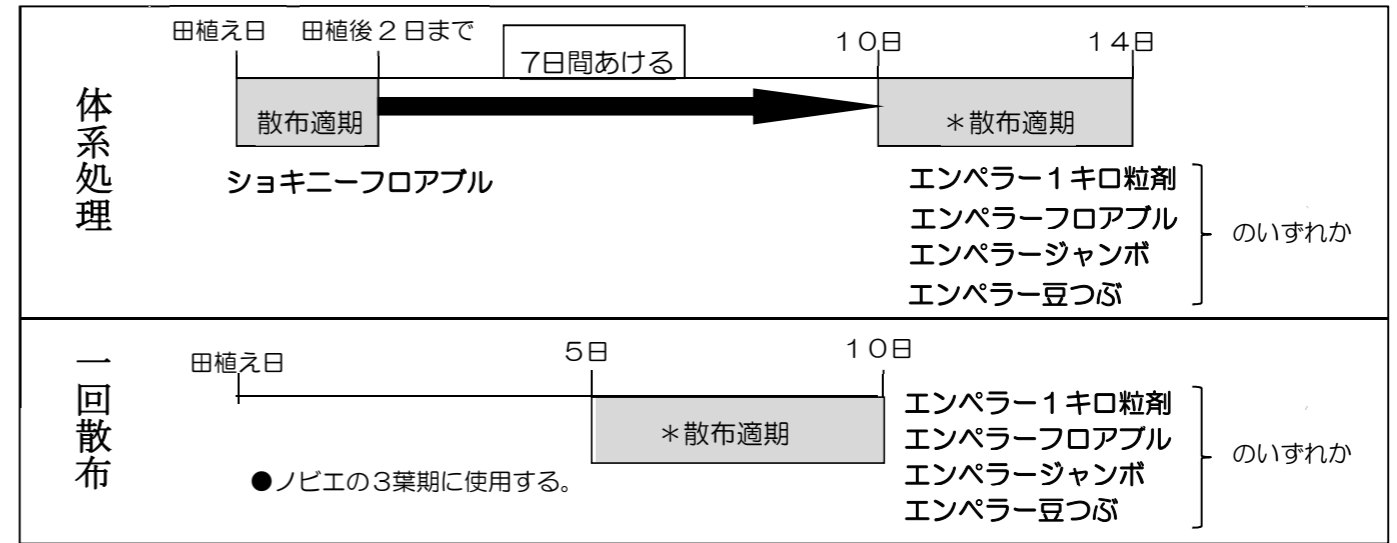 体系処理
田植え日 田植後２日まで 7日間あける １０日 １４日
散布適期 ＊散布適期
ショキニーフロアブル
エンペラー１キロ粒剤
エンペラーフロアブル
エンペラージャンボ
エンペラー豆つぶ
のいずれか
一回散布
田植え日 ５日 １０日
＊散布適期
●ノビエの３葉期に使用する。
エンペラー１キロ粒剤
エンペラーフロアブル
エンペラージャンボ
エンペラー豆つぶ
のいずれか